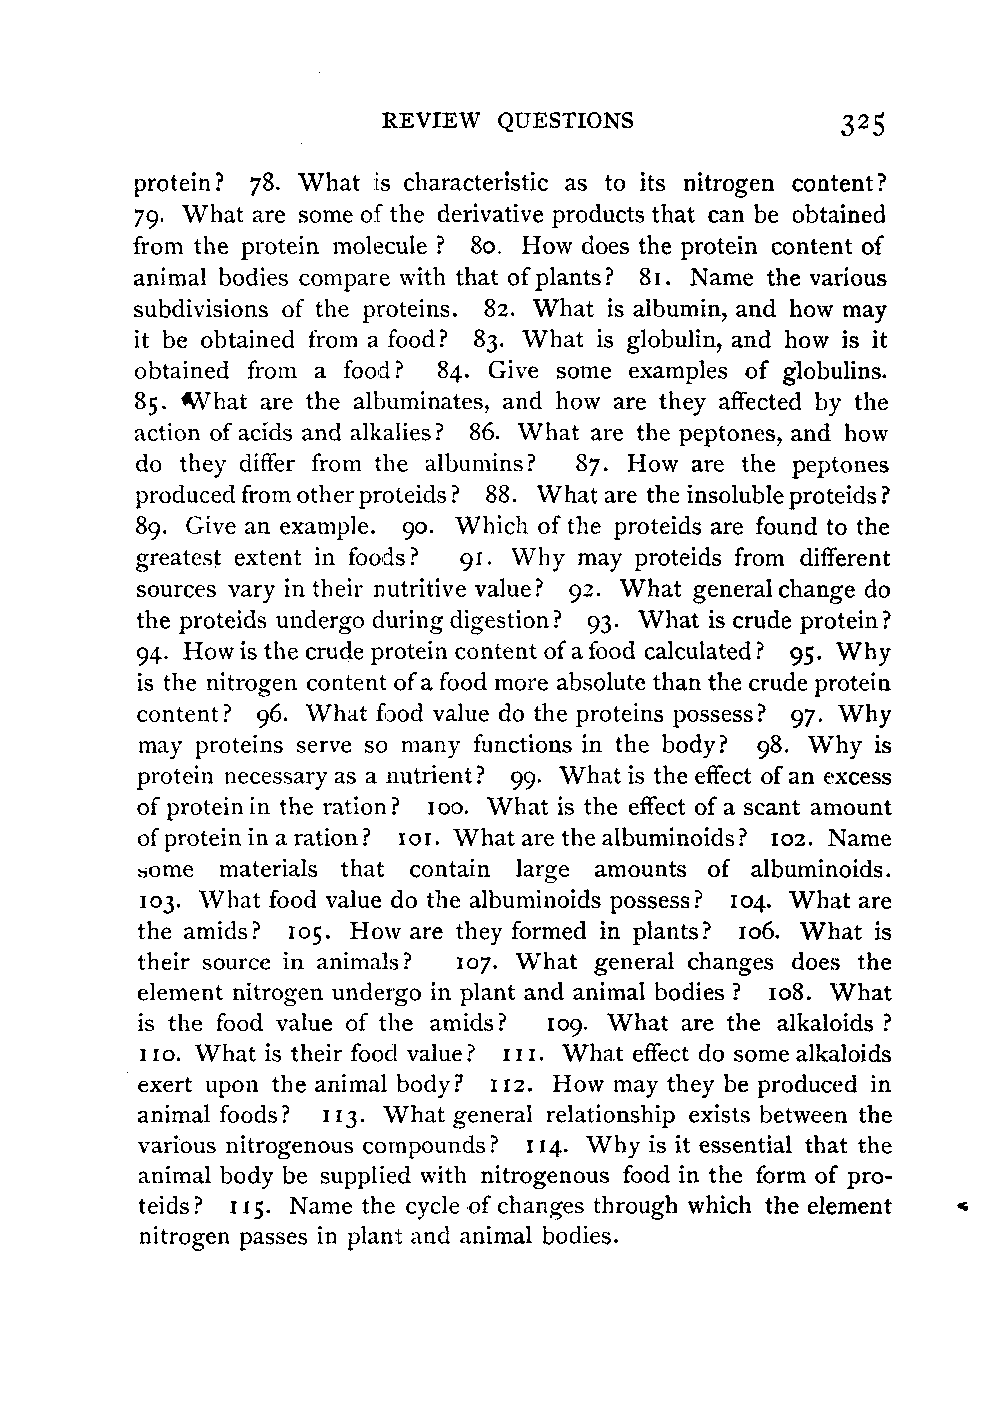 REVIEW QUESTIONS 325
protein? 78. What is characteristic as to its nitrogen content?
79. What are some of the derivative products that can be obtained
from the protein molecule ? 80. How does the protein content of
animal bodies compare with that of plants? 81. Name the various
subdivisions of the proteins. 82. What is albumin, and how may
it be obtained from a food? 83. What is globulin, and how is it
obtained from a food? 84. Give some examples of globulins.
85. What are the albuminates, and how are they affected by the
action of acids and alkalies? 86. What are the peptones, and how
do they differ from the albumins? 87. How are the peptones
produced from other proteids? 88. What are the insoluble proteids?
89. Give an example. 90. Which of the proteids are found to the
greatest extent in foods? 91. Why may proteids from different
sources vary in their nutritive value? 92. What general change do
the proteids undergo during digestion? 93. What is crude protein?
94. How is the crude protein content of a food calculated? 95. Why
is the nitrogen content of a food more absolute than the crude protein
content? 96. What food value do the proteins possess? 97. Why
may proteins serve so many functions in the body? 98. Why is
protein necessary as a nutrient? 99. What is the effect of an excess
of protein in the ration? 100. What is the effect of a scant amount
of protein in a ration? 101. What are the albuminoids? 102. Name
some materials that contain large amounts of albuminoids.
103. What food value do the albuminoids possess? 104. What are
the amids? 105. How are they formed in plants? 106. What is
their source in animals? 107. What general changes does the
element nitrogen undergo in plant and animal bodies ? 108. What
is the food value of the amids? 109. What are the alkaloids ?
110. What is their food value? 111. What effect do some alkaloids
exert upon the animal body? 112. How may they be produced in
animal foods? 113. What general relationship exists between the
various nitrogenous compounds? 114. Why is it essential that the
animal body be supplied with nitrogenous food in the form of pro-
teids? 115. Name the cycle of changes through which the element
nitrogen passes in plant and animal bodies.